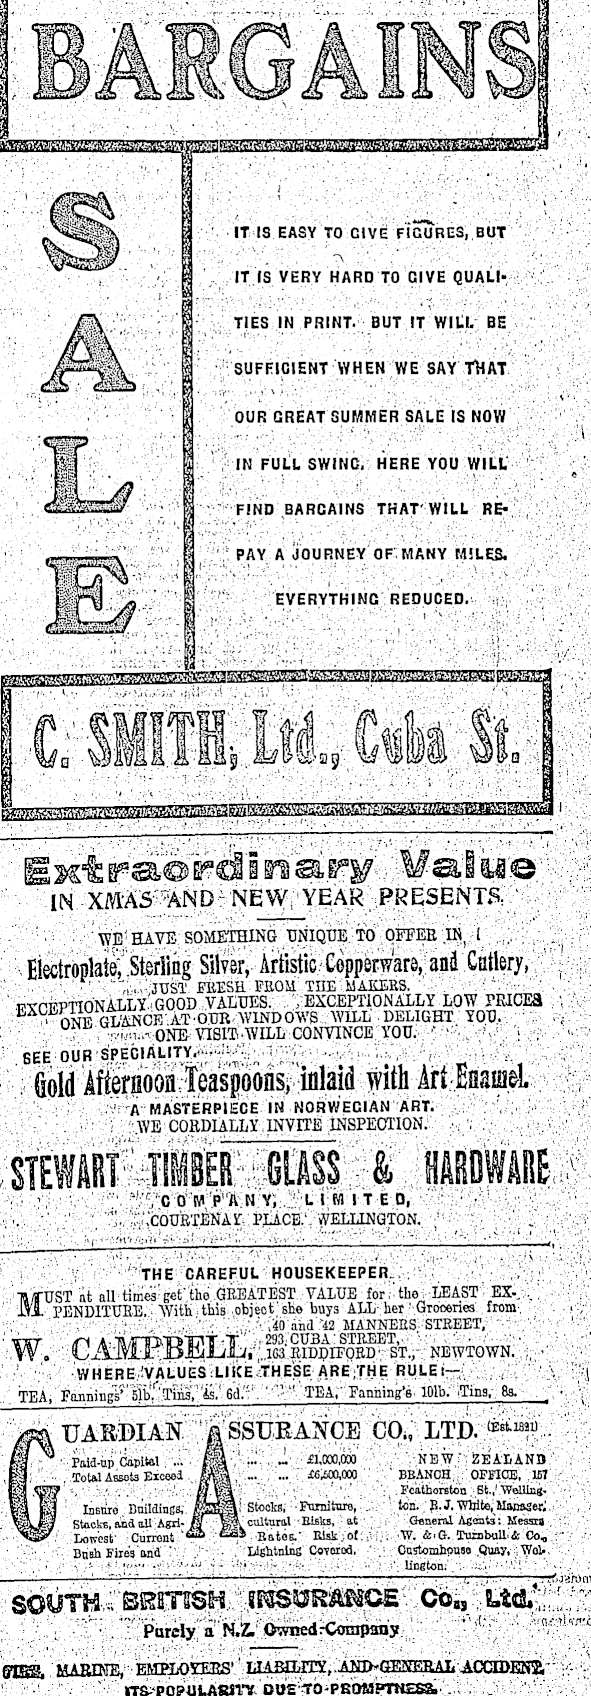 BARGAINS
SALE
IT IS EASY TO GIVE FIGURES, BUT
IT IS VERY HARD TO GIVE QUALI-
TIES IN PRINT. BUT IT WILL BE
SUFFICIENT WHEN WE SAY THAT
OUR GREAT SUMMER SALE IS NOW
IN FULL SWING. HERE YOU WILL
FIND BARGAINS THAT WILL RE-
PAY A JOURNEY OF MANY MILES.
EVERYTHING REDUCED.
C. SMITH, Ltd., Cuba St.
Extraordinary Value
IN XMAS AND NEW YEAR PRESENTS.
WE HAVE SOMETHING UNIQUE TO OFFER IN
Electroplate, Sterling Silver, Artistic Copperware, and Cutlery,
JUST FRESH FROM THE MAKERS.
EXCEPTIONALLY GOOD VALUES. EXCEPTIONALLY LOW PRICES
ONE GLANCE AT OUR WINDOWS WILL DELIGHT YOU.
ONE VISIT WILL CONVINCE YOU.
SEE OUR SPECIALITY.
Gold Afternoon Teaspoons, inlaid with Art Enamel.
A MASTERPIECE IN NORWEGIAN ART.
WE CORDIALLY INVITE INSPECTION.
STEWART TIMBER GLASS & HARDWARE
COMPANY, LIMITED,
COURTENAY PLACE. WELLINGTON.
THE CAREFUL HOUSEKEEPER
MUST at all times get the GREATEST VALUE for the LEAST EX-
PENDITURE. With this object she buys ALL her Groceries from
40 and 42 MANNERS STREET,
W. CAMPBELL, 293 CUBA STREET,
163 RIDDIFORD ST., NEWTOWN.
WHERE VALUES LIKE THESE ARE THE RULE:—
TEA, Fannings' 5lb. Tins, 4s. 6d. TEA, Fanning's 10lb. Tins, 8s.
GUARDIAN ASSURANCE CO., LTD. (Est. 1821)
Paid-up Capital ... ... ... £1,000,000
Total Assets Exceed ... ... £6,500,000
Insure Buildings, Stocks, Furniture,
Stacks, and all Agri- cultural Risks, at
Lowest Current Rates. Risk of
Bush Fires and Lightning Covered.
NEW ZEALAND
BRANCH OFFICE, 157
Featherston St., Welling-
ton. R. J. White, Manager.
General Agents: Messrs
W. & G. Turnbull & Co.,
Customhouse Quay, Wel-
lington.
SOUTH BRITISH INSURANCE Co., Ltd.
Purely a N.Z. Owned Company
FIRE, MARINE, EMPLOYERS' LIABILITY, AND GENERAL ACCIDENT.
ITS POPULARITY DUE TO PROMPTNESS.